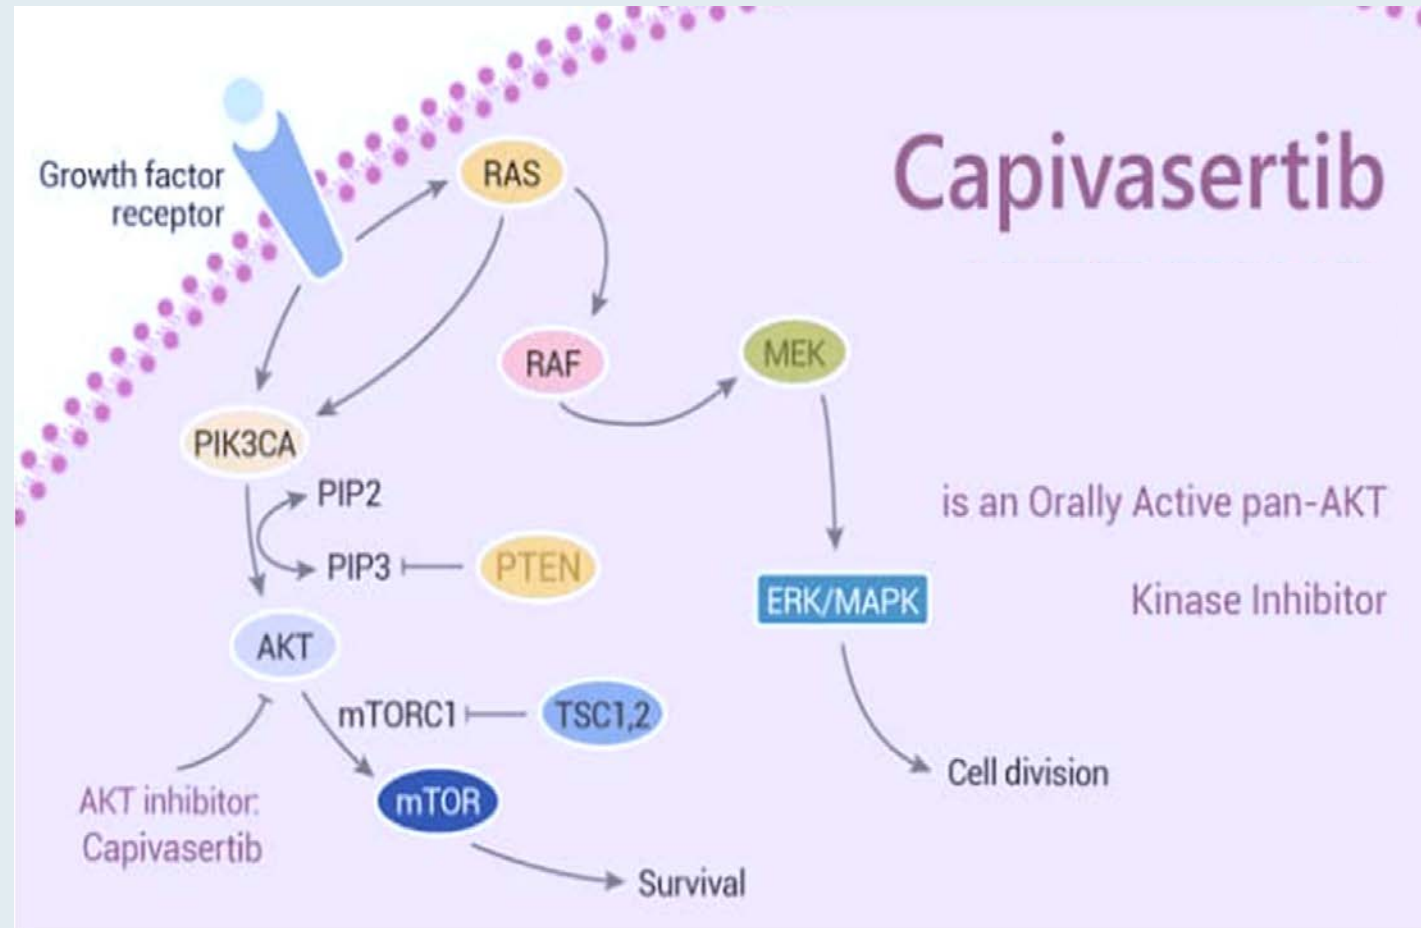 Capivasertib
Growth factor
receptor
RAS
RAF
MEK
PIK3CA
PIP2
PIP3
PTEN
is an Orally Active pan-AKT
Kinase Inhibitor
ERK/MAPK
AKT
mTORC1
TSC1,2
mTOR
AKT inhibitor:
Capivasertib
Cell division
Survival